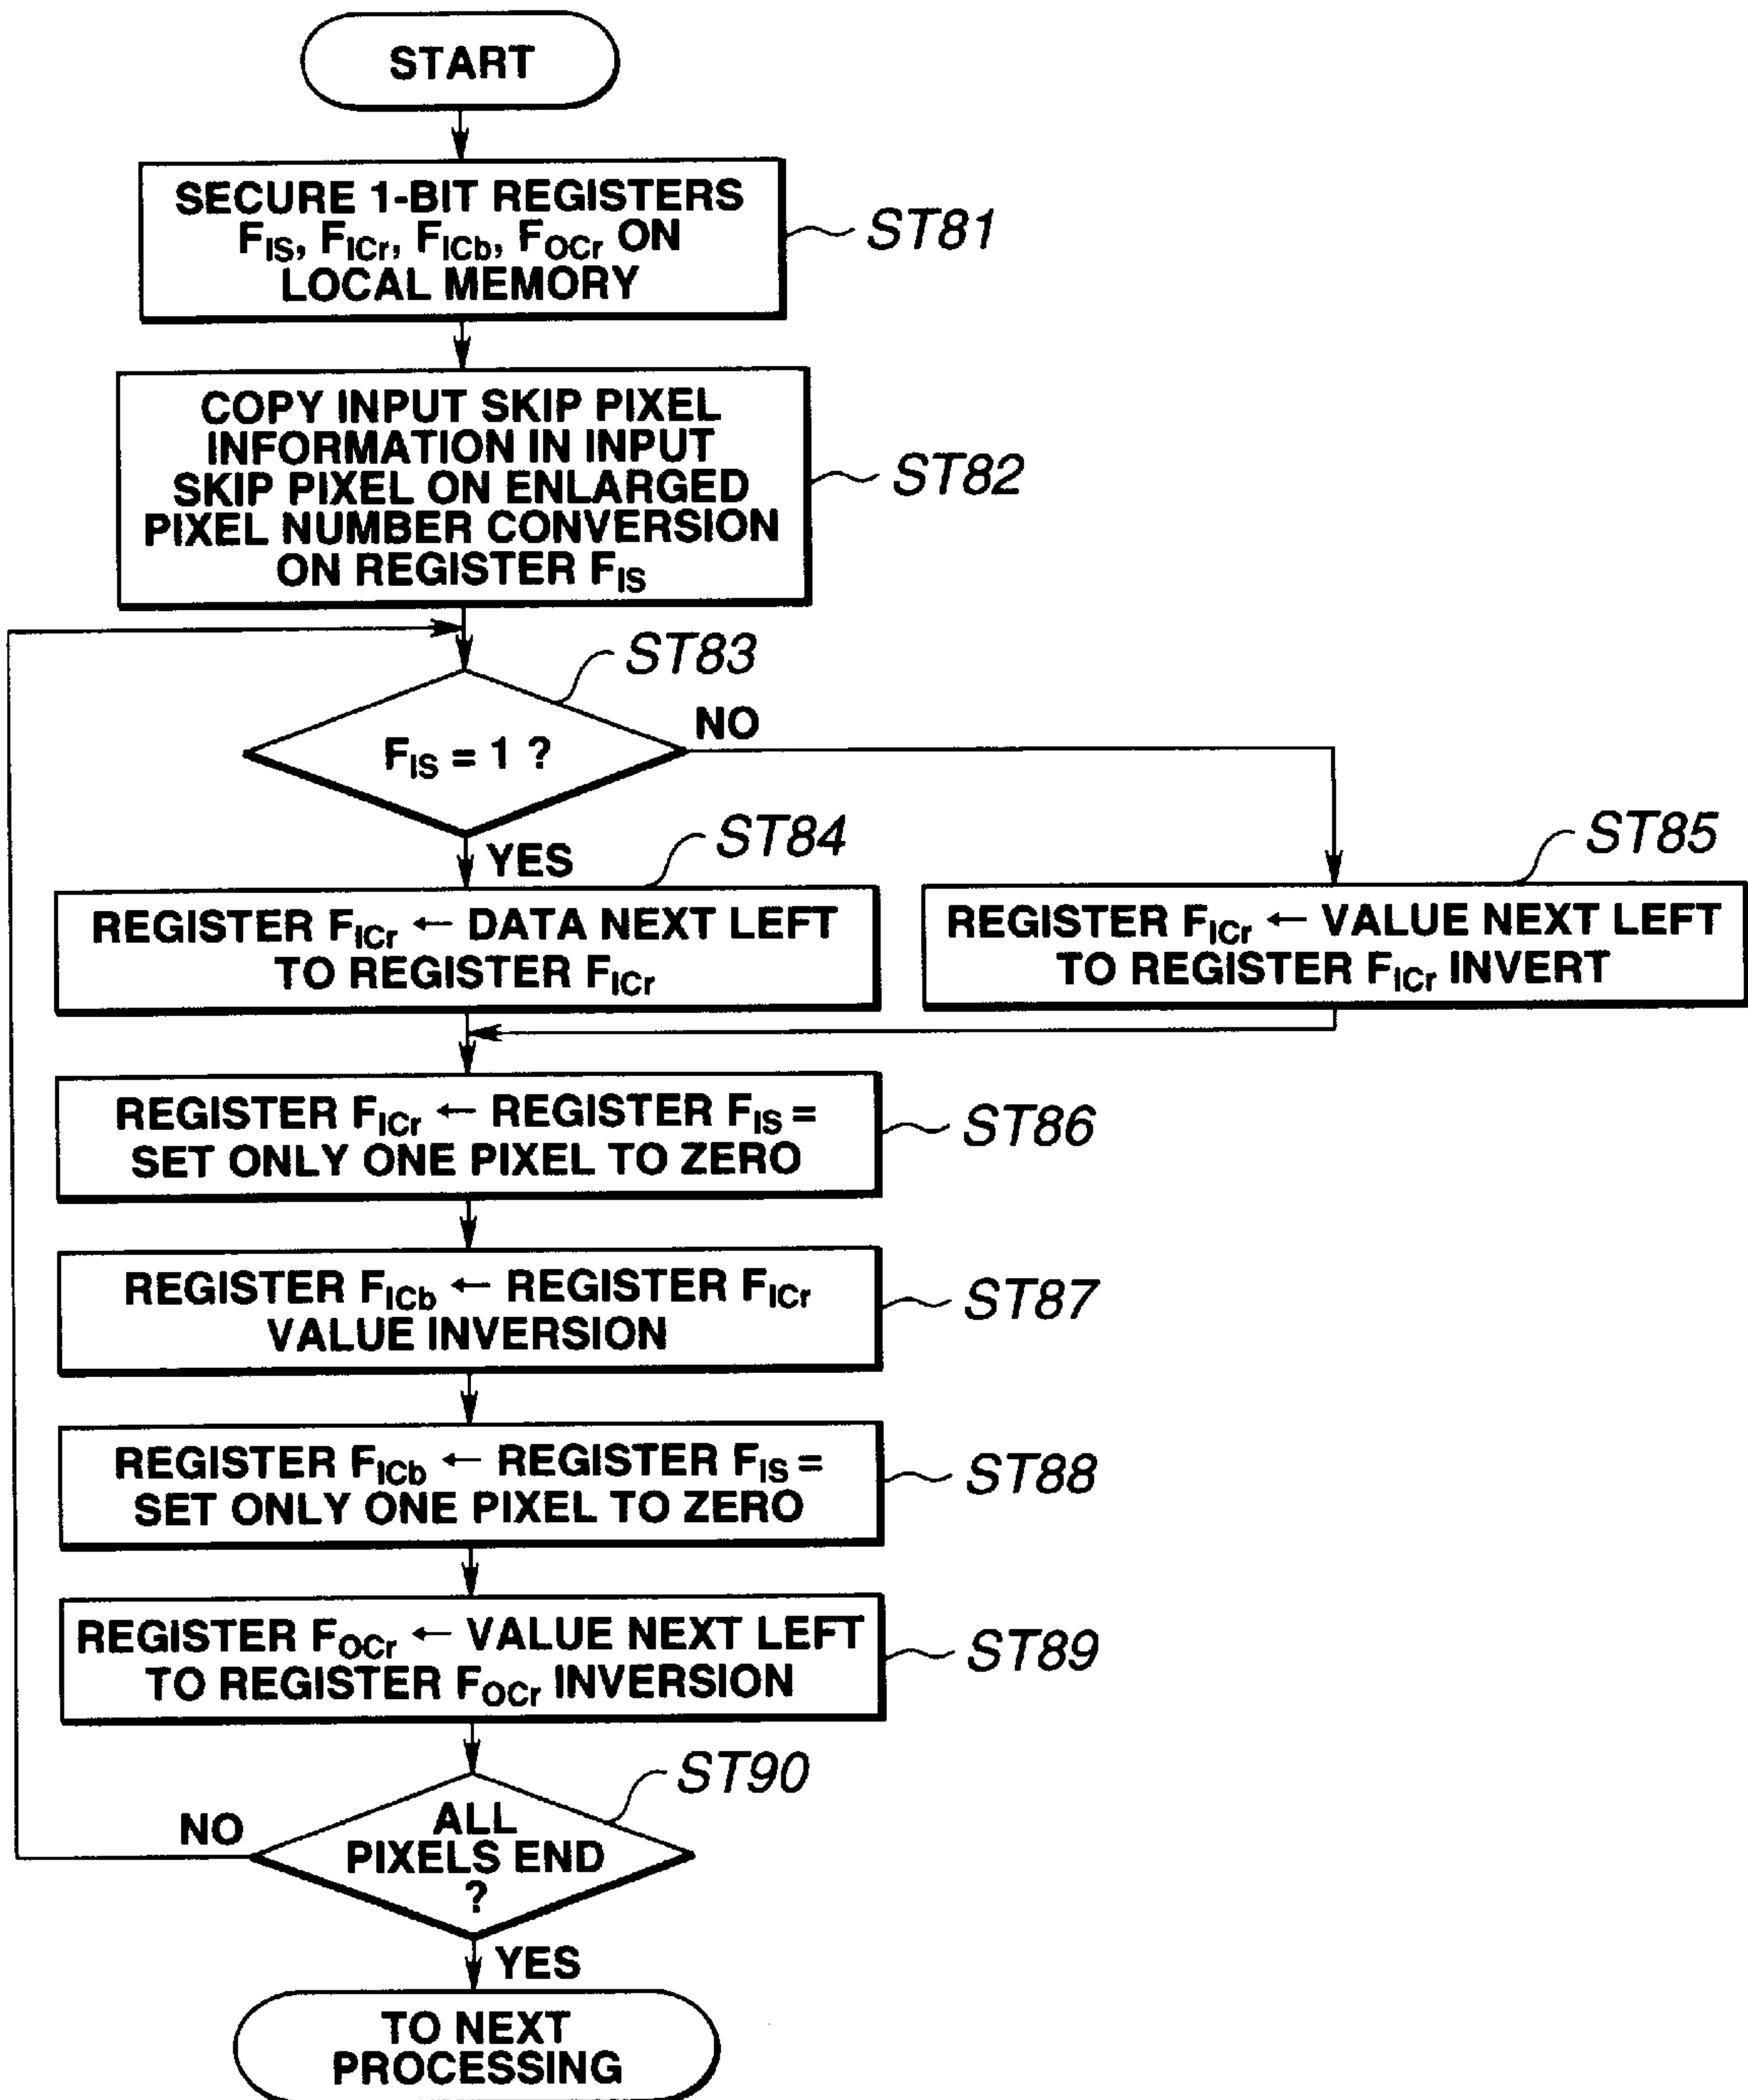 START
SECURE 1-BIT REGISTERS
FIS, FICr, FICb, FOCr ON
LOCAL MEMORY
ST81
COPY INPUT SKIP PIXEL
INFORMATION IN INPUT
SKIP PIXEL ON ENLARGED
PIXEL NUMBER CONVERSION
ON REGISTER FIS
ST82
ST83
FIS = 1 ?
NO
YES
ST84
REGISTER FICr ← DATA NEXT LEFT
TO REGISTER FICr
ST85
REGISTER FICr ← VALUE NEXT LEFT
TO REGISTER FICr INVERT
REGISTER FICr ← REGISTER FIS =
SET ONLY ONE PIXEL TO ZERO
ST86
REGISTER FICb ← REGISTER FICr
VALUE INVERSION
ST87
REGISTER FICb ← REGISTER FIS =
SET ONLY ONE PIXEL TO ZERO
ST88
REGISTER FOCr ← VALUE NEXT LEFT
TO REGISTER FOCr INVERSION
ST89
ST90
ALL
PIXELS END
?
NO
YES
TO NEXT
PROCESSING